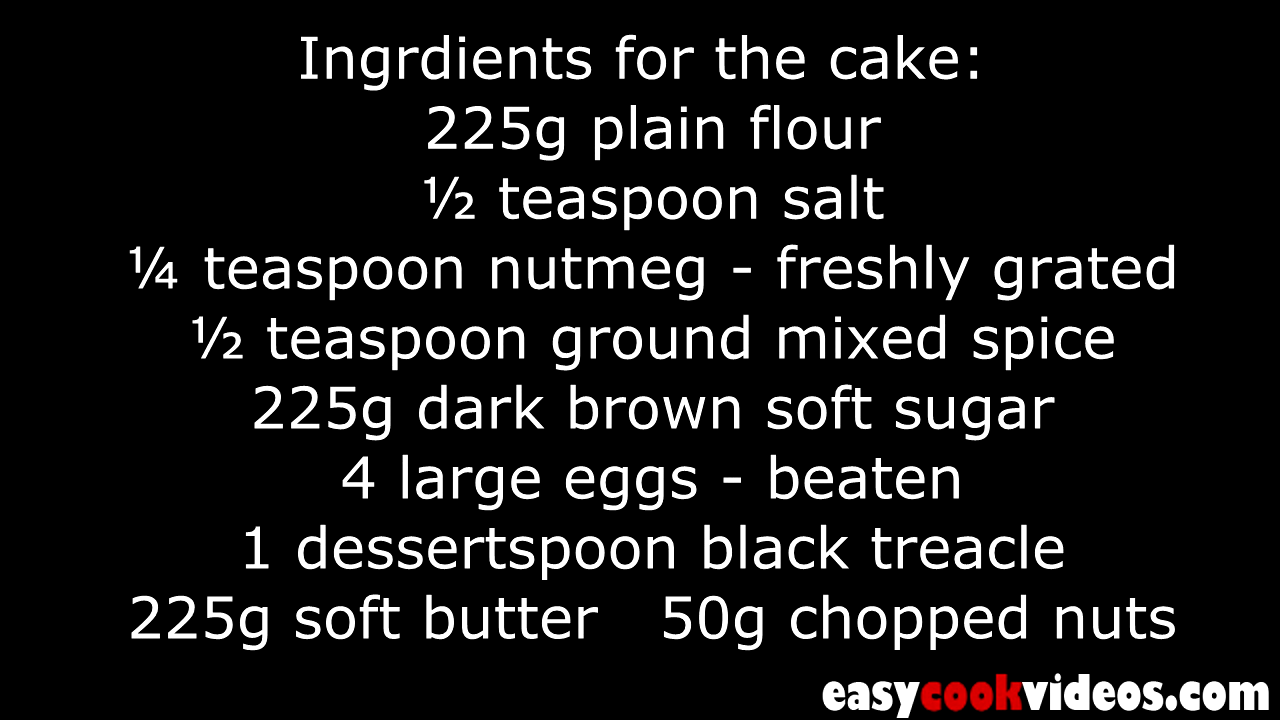 Ingrdients for the cake:
225g plain flour
½ teaspoon salt
¼ teaspoon nutmeg - freshly grated
½ teaspoon ground mixed spice
225g dark brown soft sugar
4 large eggs - beaten
1 dessertspoon black treacle
225g soft butter   50g chopped nuts
easycookvideos.com